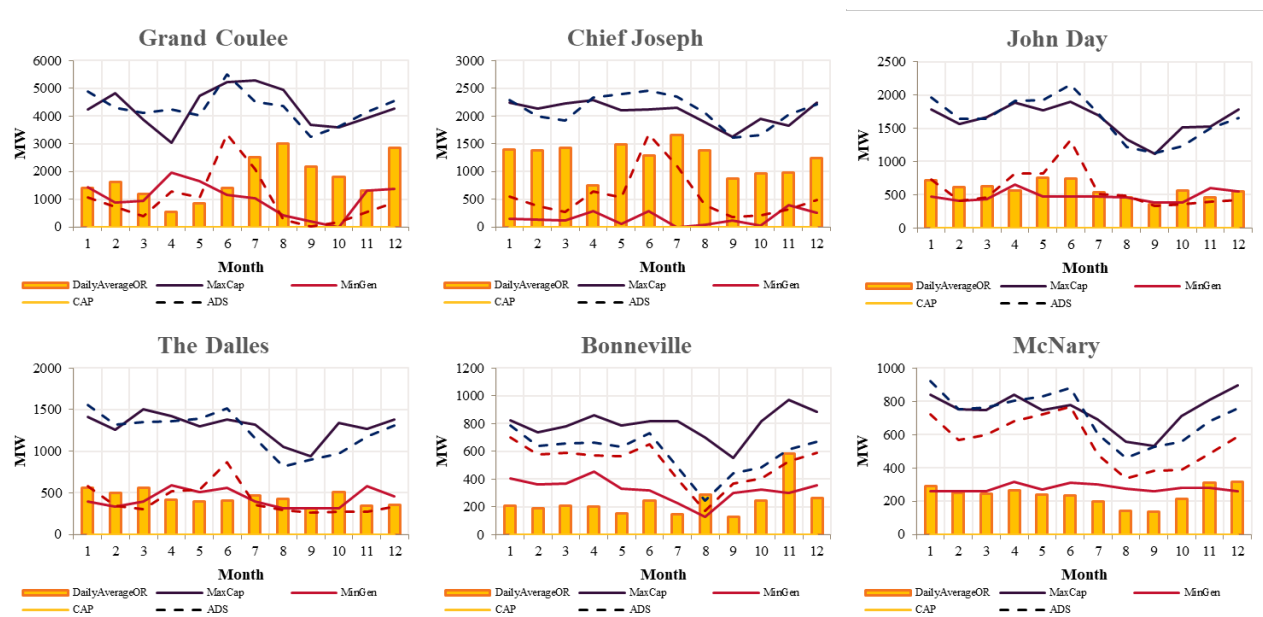 Grand Coulee
6000
5000
4000
3000
2000
1000
0
MW
1 2 3 4 5 6 7 8 9 10 11 12
Month
DailyAverageOR MaxCap MinGen
CAP ADS
Chief Joseph
3000
2500
2000
1500
1000
500
0
MW
1 2 3 4 5 6 7 8 9 10 11 12
Month
DailyAverageOR MaxCap MinGen
CAP ADS
John Day
2500
2000
1500
1000
500
0
MW
1 2 3 4 5 6 7 8 9 10 11 12
Month
DailyAverageOR MaxCap MinGen
CAP ADS
The Dalles
2000
1500
1000
500
0
MW
1 2 3 4 5 6 7 8 9 10 11 12
Month
DailyAverageOR MaxCap MinGen
CAP ADS
Bonneville
1200
1000
800
600
400
200
0
MW
1 2 3 4 5 6 7 8 9 10 11 12
Month
DailyAverageOR MaxCap MinGen
CAP ADS
McNary
1000
800
600
400
200
0
MW
1 2 3 4 5 6 7 8 9 10 11 12
Month
DailyAverageOR MaxCap MinGen
CAP ADS